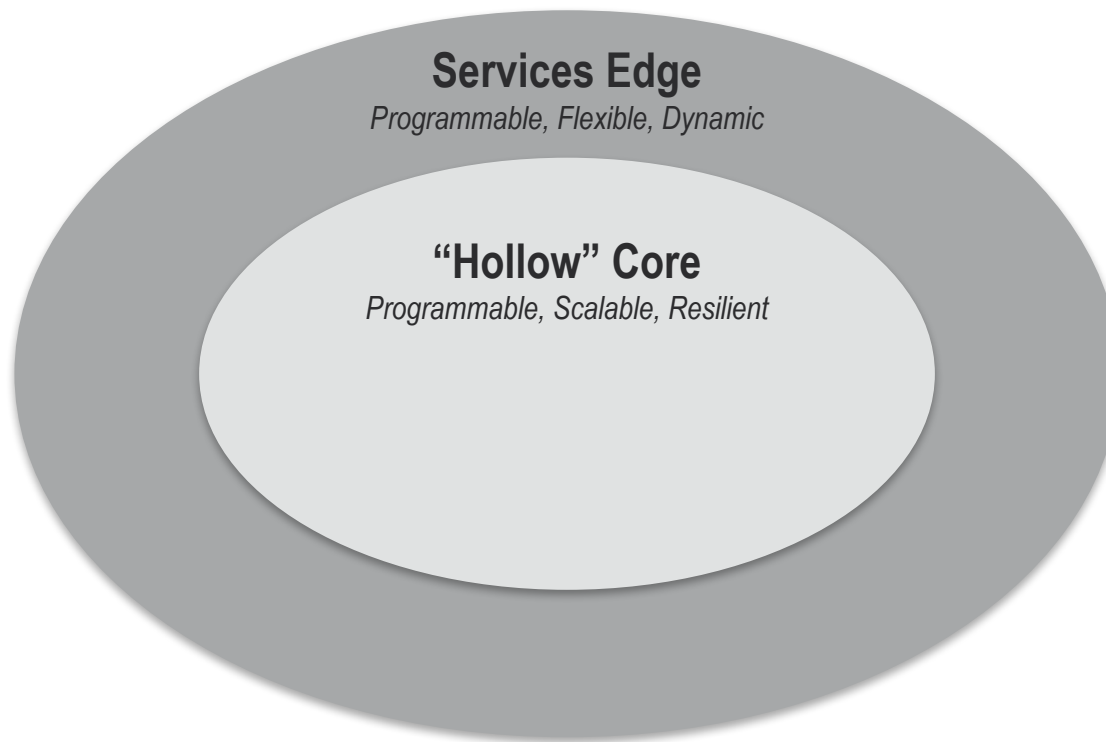 Services Edge
Programmable, Flexible, Dynamic
“Hollow” Core
Programmable, Scalable, Resilient